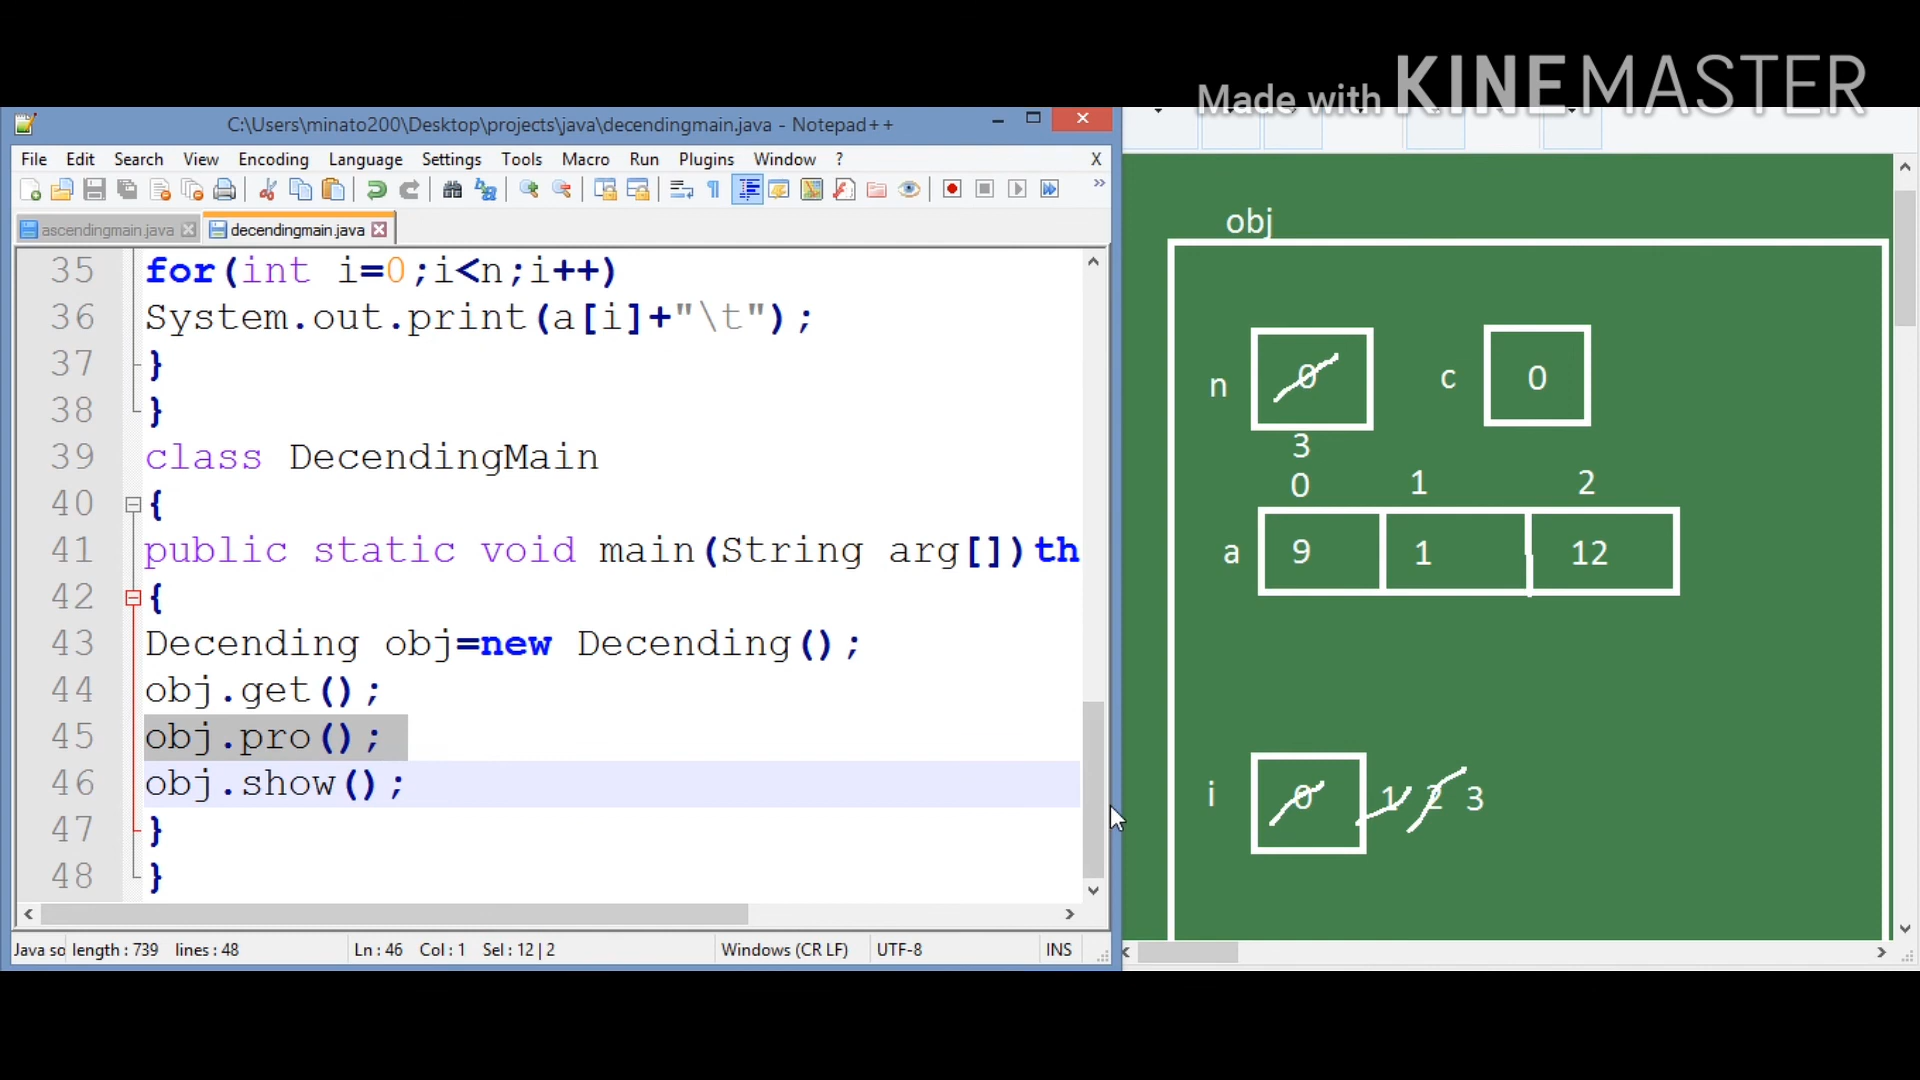 Made with KINEMASTER
C:\Users\minato200\Desktop\projects\java\decendingmain.java - Notepad++
File Edit Search View Encoding Language Settings Tools Macro Run Plugins Window ? X
ascendingmain.java decendingmain.java
35 for(int i=0;i<n;i++)
36 System.out.print(a[i]+"\t");
37 }
38 }
39 class DecendingMain
40 {
41 public static void main(String arg[])th
42 {
43 Decending obj=new Decending();
44 obj.get();
45 obj.pro();
46 obj.show();
47 }
48 }
Java so length : 739 lines : 48 Ln : 46 Col : 1 Sel : 12 | 2 Windows (CR LF) UTF-8 INS
obj
n 0 c 0
3
0 1 2
a 9 1 12
i 0 1 2 3